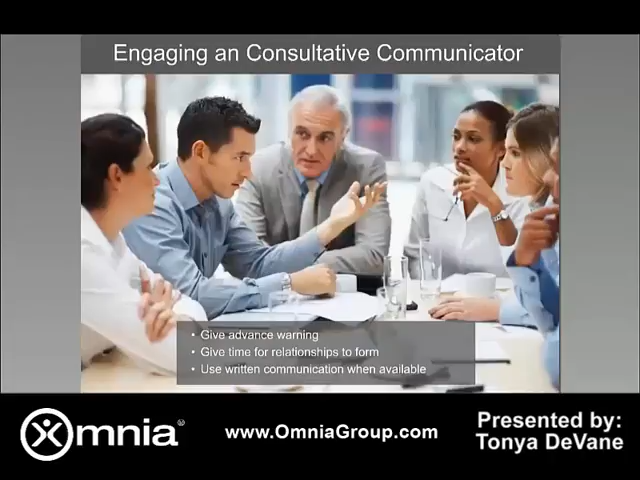 Engaging an Consultative Communicator
• Give advance warning
• Give time for relationships to form
• Use written communication when available
Omnia®
www.OmniaGroup.com
Presented by:
Tonya DeVane